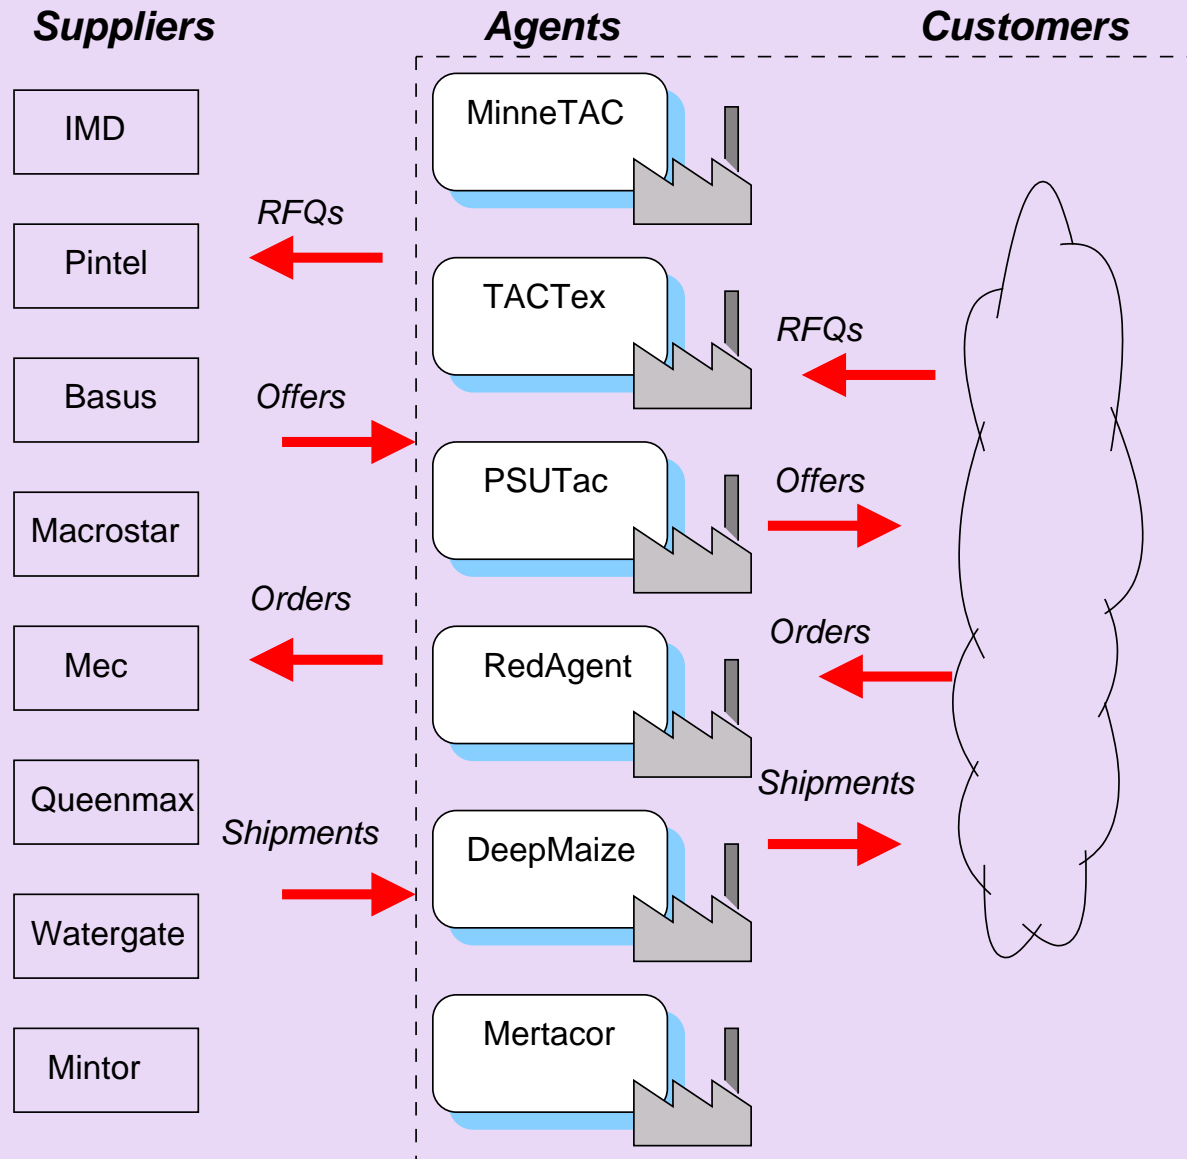 Suppliers
Agents
Customers
IMD
Pintel
Basus
Macrostar
Mec
Queenmax
Watergate
Mintor
RFQs
Offers
Orders
Shipments
MinneTAC
TACTex
PSUTac
RedAgent
DeepMaize
Mertacor
RFQs
Offers
Orders
Shipments